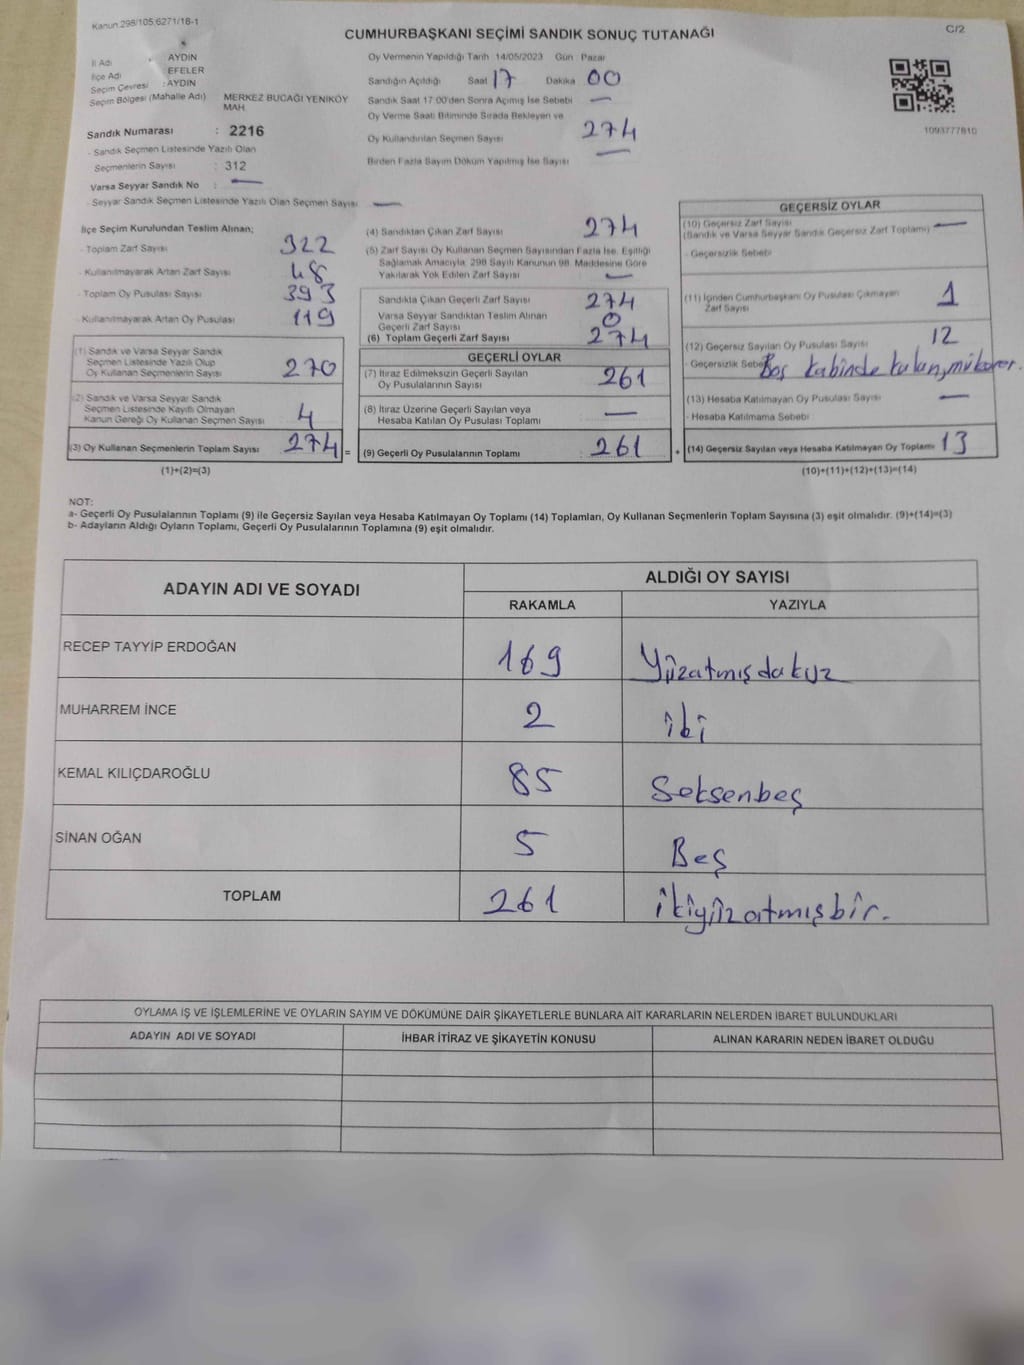 Kanun 298/105,6271/18-1
CUMHURBAŞKANI SEÇİMİ SANDIK SONUÇ TUTANAĞI
C/2
İl Adı : AYDIN
İlçe Adı EFELER
Seçim Çevresi : AYDIN
Seçim Bölgesi (Mahalle Adı) MERKEZ BUCAĞI YENİKÖY MAH
Sandık Numarası : 2216
- Sandık Seçmen Listesinde Yazılı Olan
Seçmenlerin Sayısı : 312
Varsa Seyyar Sandık No : —
- Seyyar Sandık Seçmen Listesinde Yazılı Olan Seçmen Sayısı —
Oy Vermenin Yapıldığı Tarih 14/05/2023 Gün Pazar
Sandığın Açıldığı Saat 17 Dakika 00
Sandık Saat 17:00'den Sonra Açımış İse Sebebi —
Oy Verme Saati Bitiminde Sırada Bekleyen ve
Oy Kullandırılan Seçmen Sayısı 274
Birden Fazla Sayım Döküm Yapılmış İse Sayısı —
1093777810
İlçe Seçim Kurulundan Teslim Alınan;
- Toplam Zarf Sayısı 322
- Kullanılmayarak Artan Zarf Sayısı 48
- Toplam Oy Pusulası Sayısı 393
- Kullanılmayarak Artan Oy Pusulası 119
(1) Sandık ve Varsa Seyyar Sandık
Seçmen Listesinde Yazılı Olup
Oy Kullanan Seçmenlerin Sayısı 270
(2) Sandık ve Varsa Seyyar Sandık
Seçmen Listesinde Kayıtlı Olmayan
Kanun Gereği Oy Kullanan Seçmen Sayısı 4
(3) Oy Kullanan Seçmenlerin Toplam Sayısı 274 =
(1)+(2)=(3)
(4) Sandıktan Çıkan Zarf Sayısı 274
(5) Zarf Sayısı Oy Kullanan Seçmen Sayısından Fazla İse, Eşitliği
Sağlamak Amacıyla, 298 Sayılı Kanunun 98. Maddesine Göre
Yakılarak Yok Edilen Zarf Sayısı —
Sandıkta Çıkan Geçerli Zarf Sayısı 274
Varsa Seyyar Sandıktan Teslim Alınan
Geçerli Zarf Sayısı 0
(6) Toplam Geçerli Zarf Sayısı 274
GEÇERLİ OYLAR
(7) İtiraz Edilmeksizin Geçerli Sayılan
Oy Pusulalarının Sayısı 261
(8) İtiraz Üzerine Geçerli Sayılan veya
Hesaba Katılan Oy Pusulası Toplamı —
(9) Geçerli Oy Pusulalarının Toplamı : 261 +
GEÇERSİZ OYLAR
(10) Geçersiz Zarf Sayısı
(Sandık ve Varsa Seyyar Sandık Geçersiz Zarf Toplamı) —
- Geçersizlik Sebebi
(11) İçinden Cumhurbaşkanı Oy Pusulası Çıkmayan
Zarf Sayısı 1
(12) Geçersiz Sayılan Oy Pusulası Sayısı 12
- Geçersizlik Sebebi Boş kabinde
(13) Hesaba Katılmayan Oy Pusulası Sayısı —
- Hesaba Katılmama Sebebi
(14) Geçersiz Sayılan veya Hesaba Katılmayan Oy Toplamı 13
(10)+(11)+(12)+(13)=(14)
NOT:
a- Geçerli Oy Pusulalarının Toplamı (9) ile Geçersiz Sayılan veya Hesaba Katılmayan Oy Toplamı (14) Toplamları, Oy Kullanan Seçmenlerin Toplam Sayısına (3) eşit olmalıdır. (9)+(14)=(3)
b- Adayların Aldığı Oyların Toplamı, Geçerli Oy Pusulalarının Toplamına (9) eşit olmalıdır.
ADAYIN ADI VE SOYADI
ALDIĞI OY SAYISI
RAKAMLA YAZIYLA
RECEP TAYYİP ERDOĞAN 169 Yüzatmışdokuz
MUHARREM İNCE 2 iki
KEMAL KILIÇDAROĞLU 85 Seksenbeş
SİNAN OĞAN 5 Beş
TOPLAM 261 ikiyüzatmışbir.
OYLAMA İŞ VE İŞLEMLERİNE VE OYLARIN SAYIM VE DÖKÜMÜNE DAİR ŞİKAYETLERLE BUNLARA AİT KARARLARIN NELERDEN İBARET BULUNDUKLARI
ADAYIN ADI VE SOYADI İHBAR İTİRAZ VE ŞİKAYETİN KONUSU ALINAN KARARIN NEDEN İBARET OLDUĞU